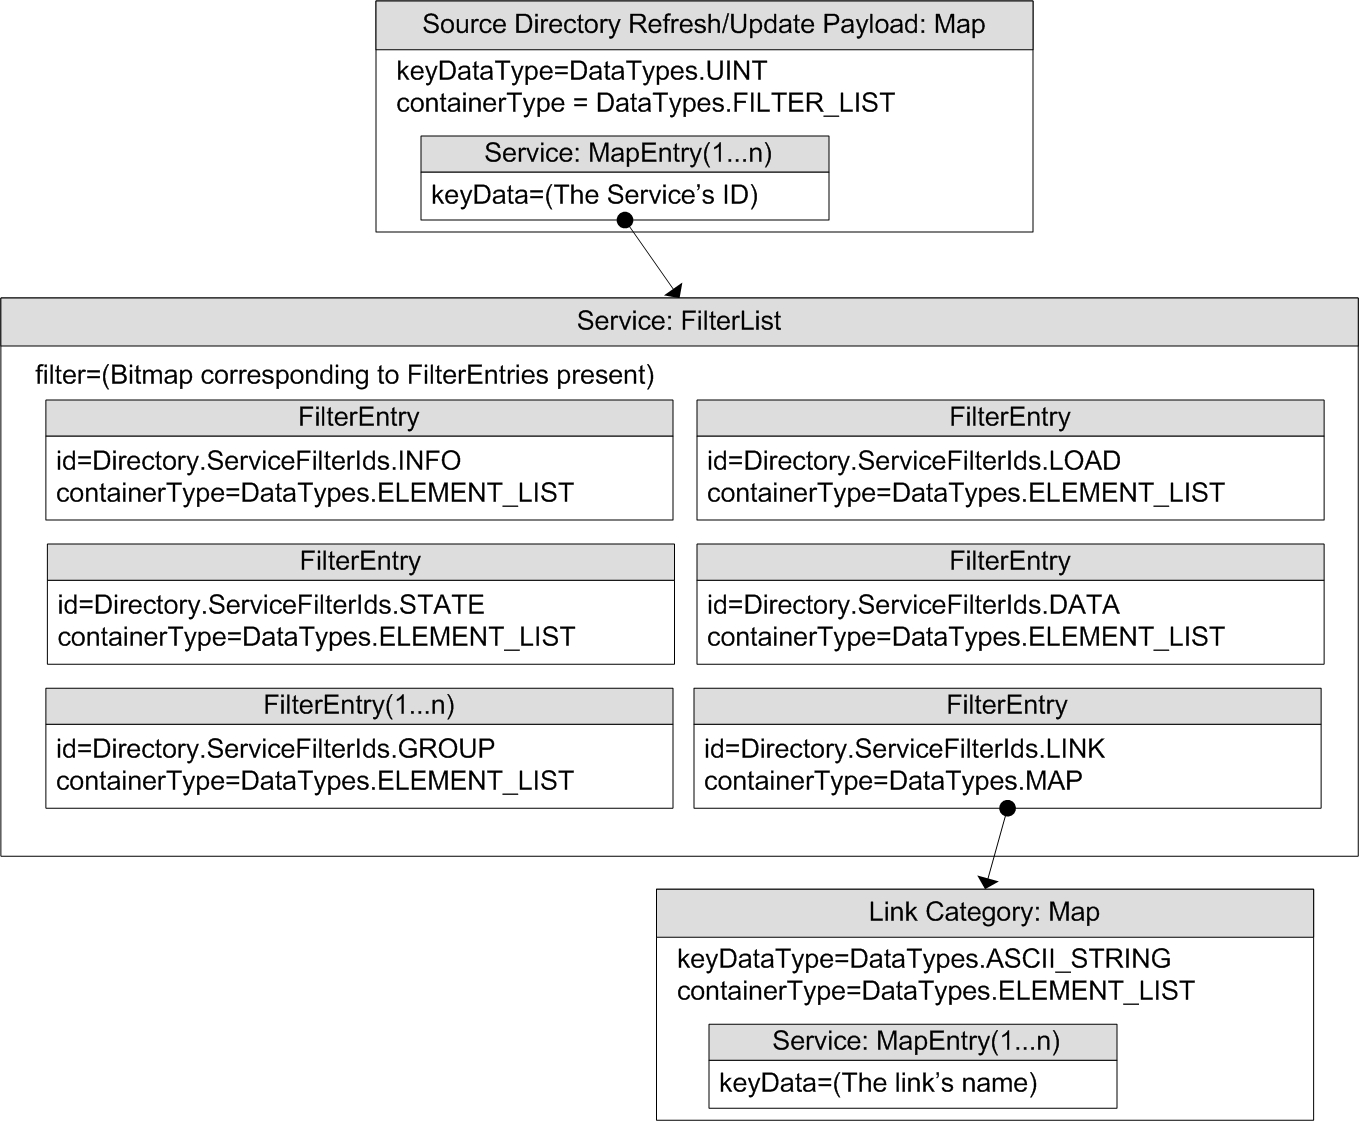 Source Directory Refresh/Update Payload: Map
keyDataType=DataTypes.UINT
containerType = DataTypes.FILTER_LIST
Service: MapEntry(1...n)
keyData=(The Service’s ID)
Service: FilterList
filter=(Bitmap corresponding to FilterEntries present)
FilterEntry
id=Directory.ServiceFilterIds.INFO
containerType=DataTypes.ELEMENT_LIST
FilterEntry
id=Directory.ServiceFilterIds.LOAD
containerType=DataTypes.ELEMENT_LIST
FilterEntry
id=Directory.ServiceFilterIds.STATE
containerType=DataTypes.ELEMENT_LIST
FilterEntry
id=Directory.ServiceFilterIds.DATA
containerType=DataTypes.ELEMENT_LIST
FilterEntry(1...n)
id=Directory.ServiceFilterIds.GROUP
containerType=DataTypes.ELEMENT_LIST
FilterEntry
id=Directory.ServiceFilterIds.LINK
containerType=DataTypes.MAP
Link Category: Map
keyDataType=DataTypes.ASCII_STRING
containerType=DataTypes.ELEMENT_LIST
Service: MapEntry(1...n)
keyData=(The link’s name)